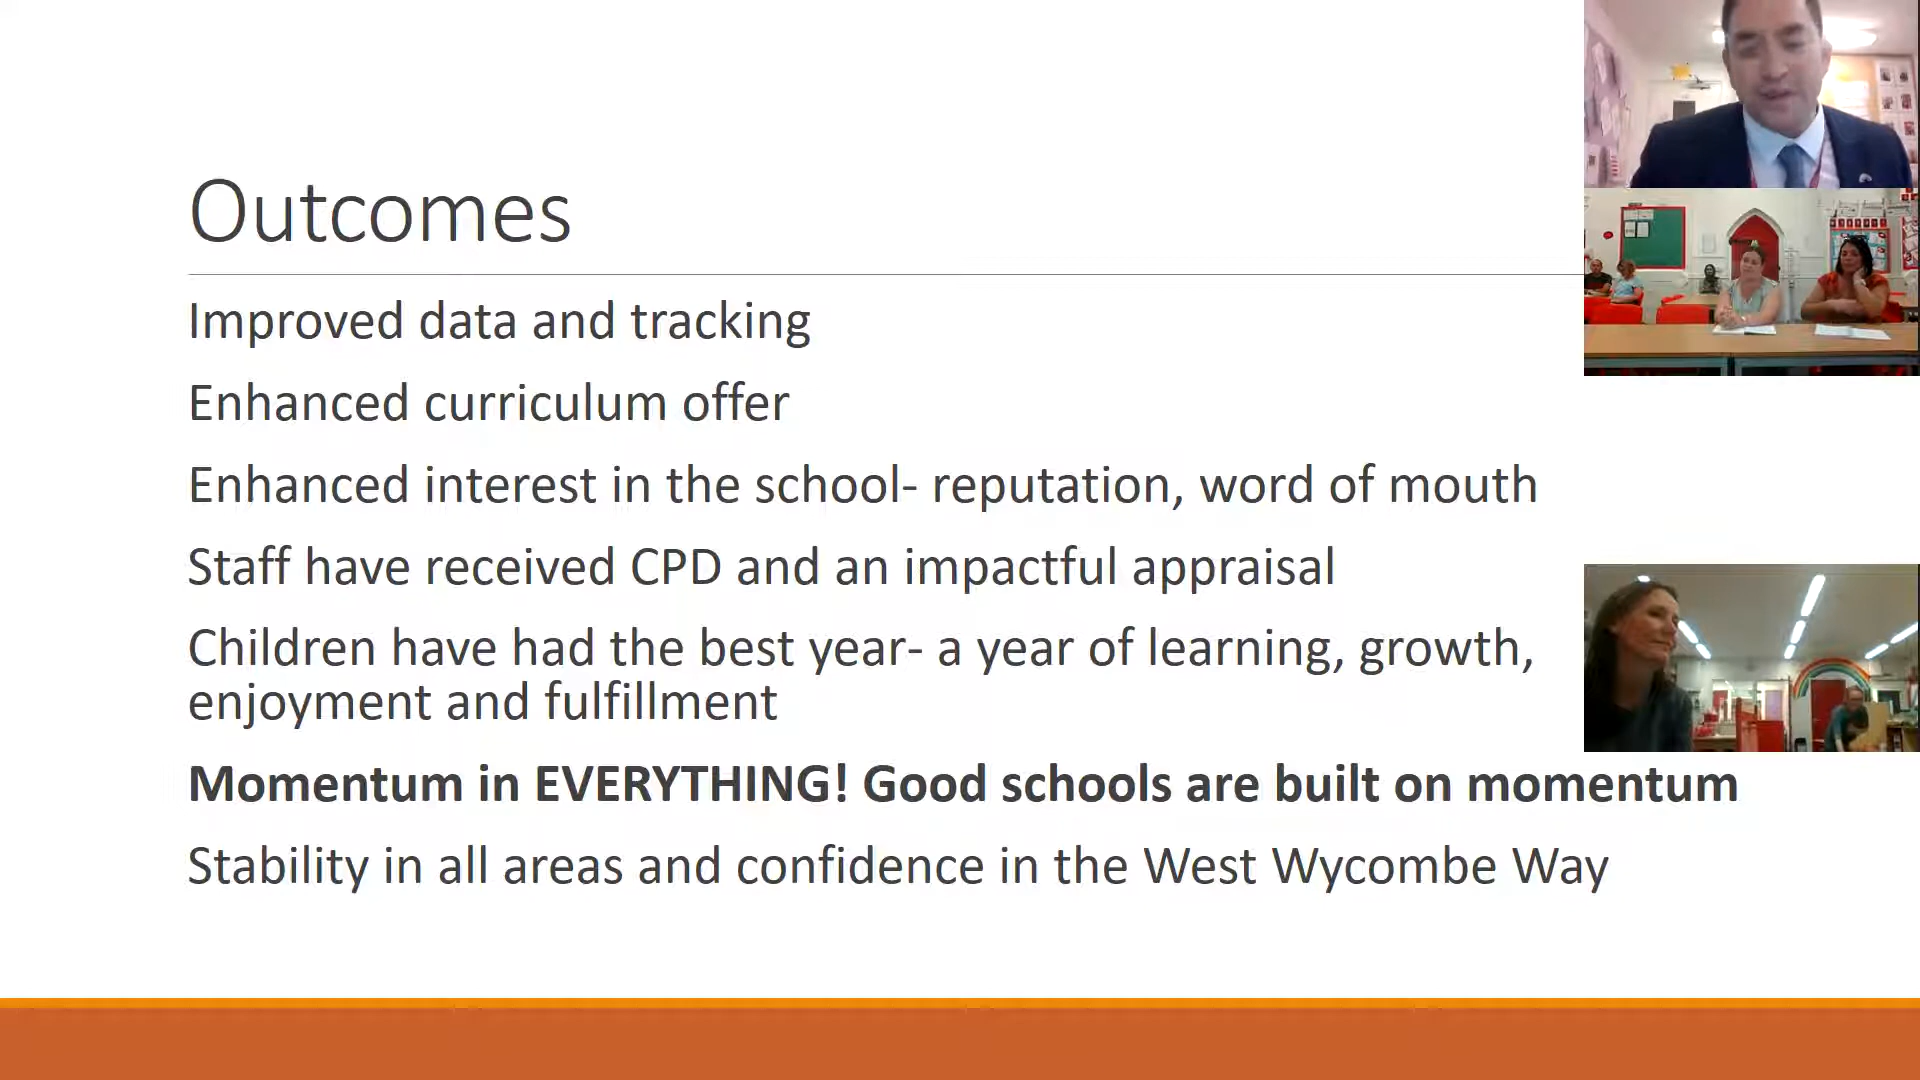 Outcomes
Improved data and tracking
Enhanced curriculum offer
Enhanced interest in the school- reputation, word of mouth
Staff have received CPD and an impactful appraisal
Children have had the best year- a year of learning, growth,
enjoyment and fulfillment
Momentum in EVERYTHING! Good schools are built on momentum
Stability in all areas and confidence in the West Wycombe Way